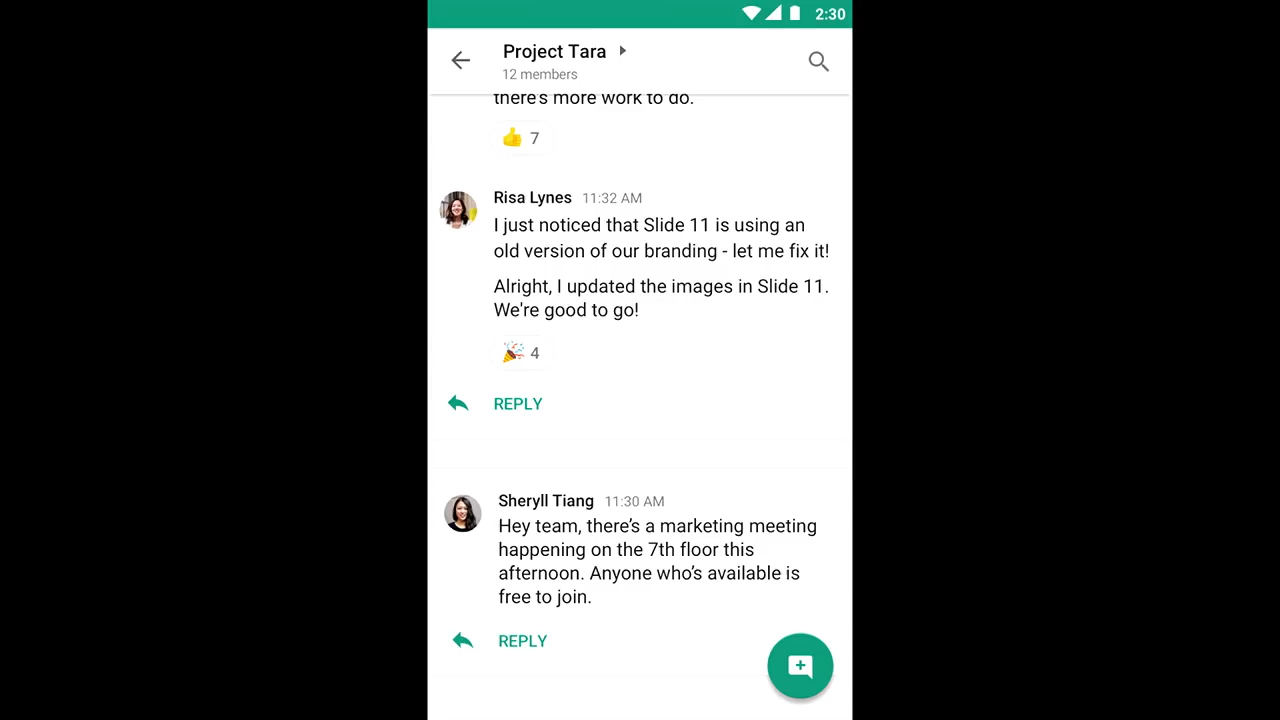 2:30
Project Tara
12 members
there's more work to do.
7
Risa Lynes 11:32 AM
I just noticed that Slide 11 is using an
old version of our branding - let me fix it!
Alright, I updated the images in Slide 11.
We're good to go!
4
REPLY
Sheryll Tiang 11:30 AM
Hey team, there’s a marketing meeting
happening on the 7th floor this
afternoon. Anyone who’s available is
free to join.
REPLY